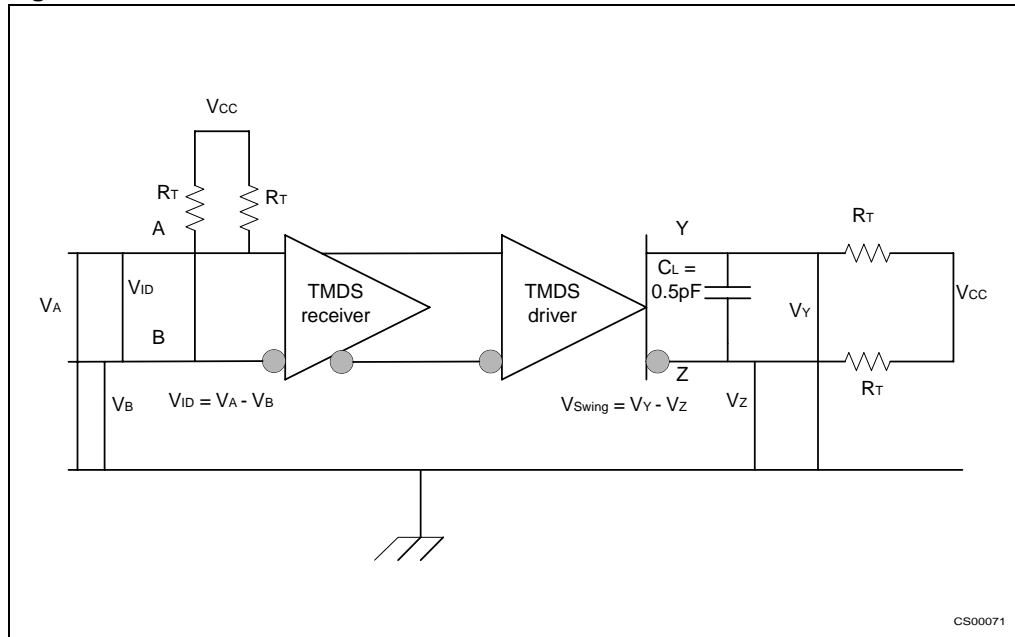 VCC
RT
RT
A
Y
RT
CL =
0.5pF
VCC
VID
TMDS
receiver
TMDS
driver
VA
VY
B
Z
RT
VB
VID = VA - VB
VSwing = VY - VZ
VZ
CS00071